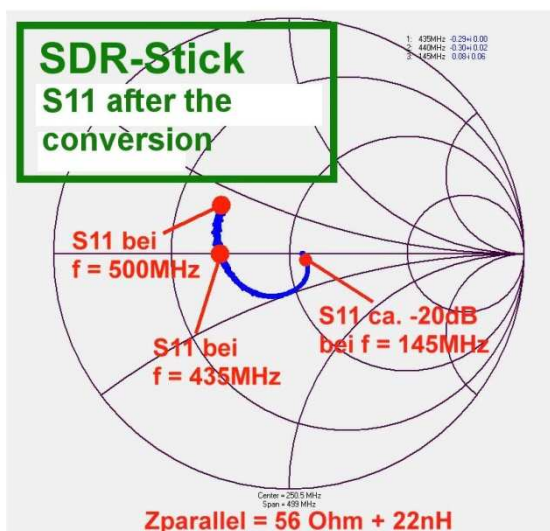 SDR-Stick
S11 after the
conversion
1: 435MHz -0.29+i 0.00
2: 440MHz -0.30+i 0.02
3: 145MHz 0.08+i 0.06
S11 bei
f = 500MHz
S11 bei
f = 435MHz
S11 ca. -20dB
bei f = 145MHz
Center = 250.5 MHz
Span = 499 MHz
Zparallel = 56 Ohm + 22nH